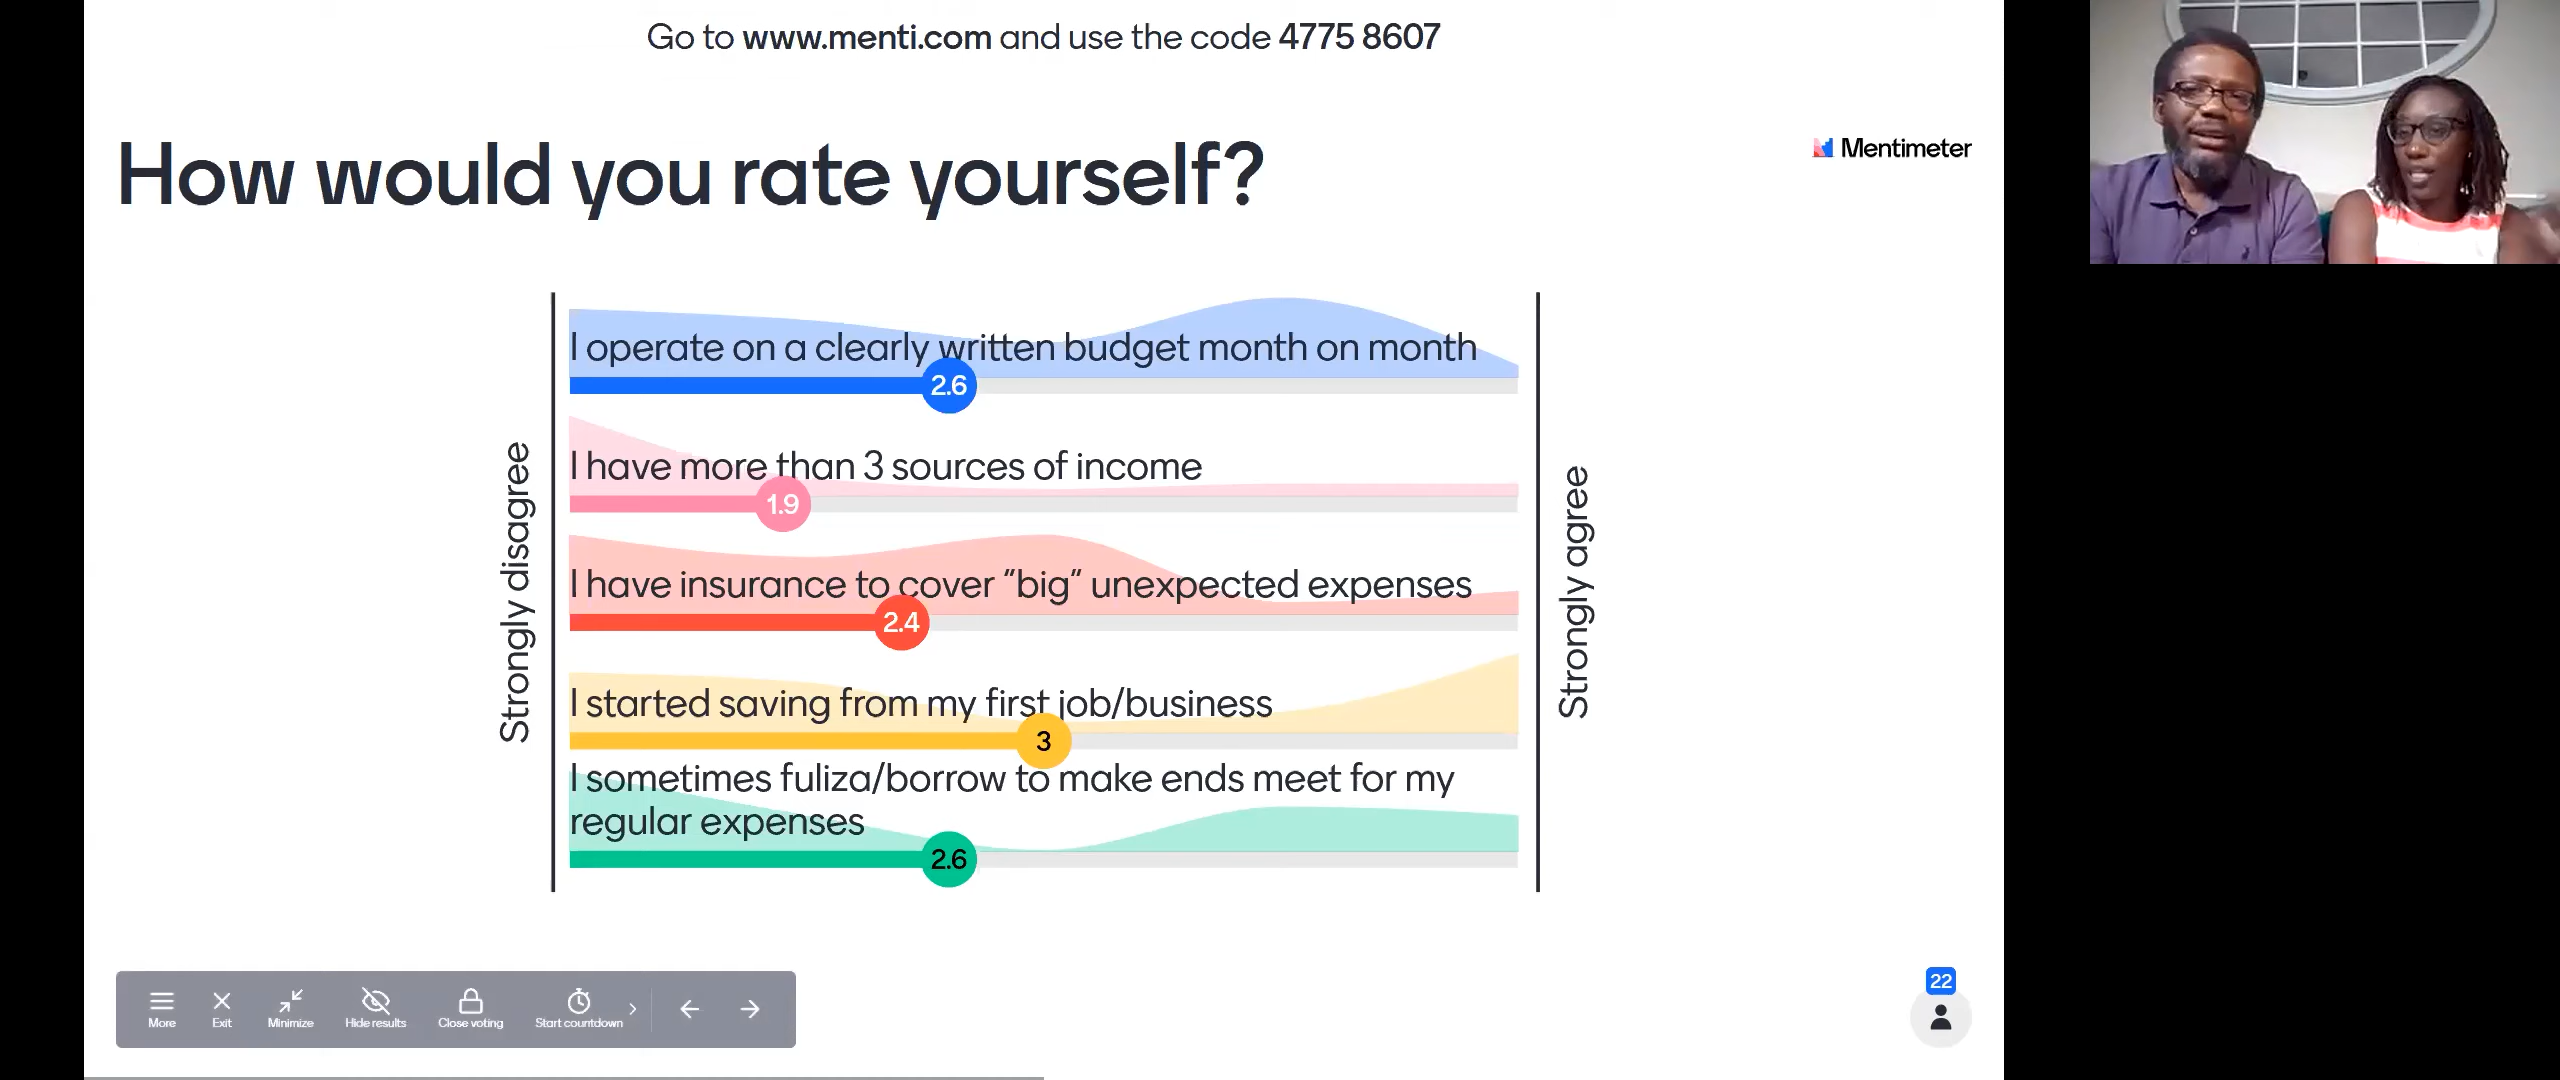 Go to www.menti.com and use the code 4775 8607
How would you rate yourself?
Mentimeter
Strongly disagree
I operate on a clearly written budget month on month
2.6
I have more than 3 sources of income
1.9
I have insurance to cover “big” unexpected expenses
2.4
I started saving from my first job/business
3
I sometimes fuliza/borrow to make ends meet for my
regular expenses
2.6
Strongly agree
More
Exit
Minimize
Hide results
Close voting
Start countdown
22